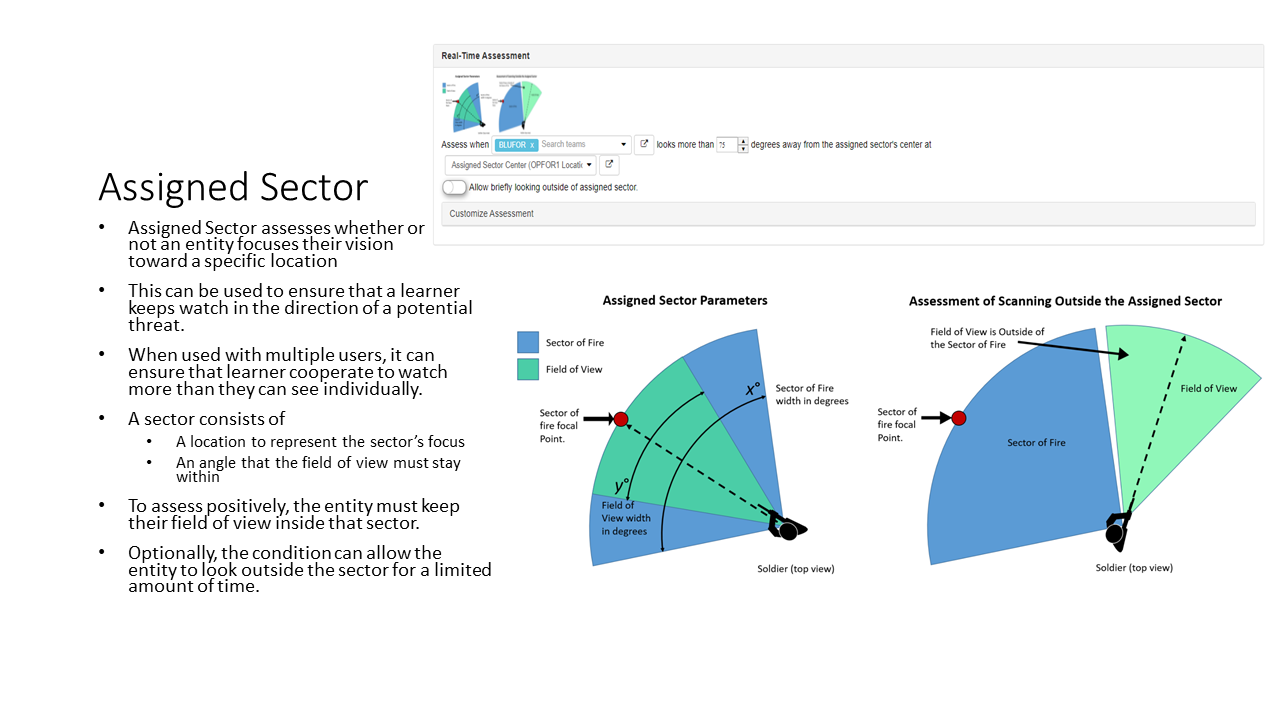 Real-Time Assessment
Assess when BLUFOR x Search teams looks more than 75 degrees away from the assigned sector's center at
Assigned Sector Center (OPFOR1 Locatic
Allow briefly looking outside of assigned sector.
Customize Assessment
Assigned Sector
• Assigned Sector assesses whether or
not an entity focuses their vision
toward a specific location
• This can be used to ensure that a learner
keeps watch in the direction of a potential
threat.
• When used with multiple users, it can
ensure that learner cooperate to watch
more than they can see individually.
• A sector consists of
• A location to represent the sector's focus
• An angle that the field of view must stay
within
• To assess positively, the entity must keep
their field of view inside that sector.
• Optionally, the condition can allow the
entity to look outside the sector for a limited
amount of time.
Assigned Sector Parameters
Sector of Fire
Field of View
Sector of
fire focal
Point.
x°
Sector of Fire
width in degrees
y°
Field of
View width
in degrees
Soldier (top view)
Assessment of Scanning Outside the Assigned Sector
Field of View is Outside of
the Sector of Fire
Field of View
Sector of
fire focal
Point.
Sector of Fire
Soldier (top view)